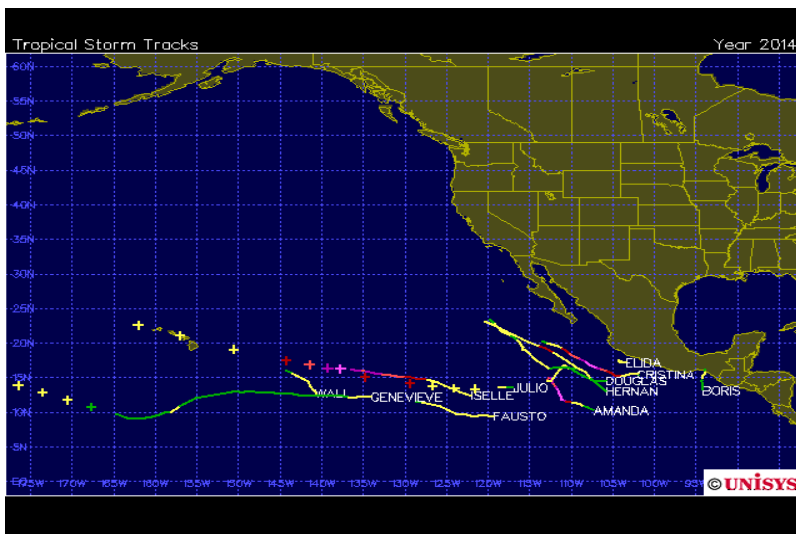 Tropical Storm Tracks Year 2014
60N
55N
50N
45N
40N
35N
30N
25N
20N
ELIDA
15N CRISTINA
DOUGLAS
WALI GENEVIEVE ISELLE JULIO HERNAN BORIS
10N FAUSTO AMANDA
5N
EQ 175W 170W 165W 160W 155W 150W 145W 140W 135W 130W 125W 120W 115W 110W 105W 100W 95W
© UNISYS